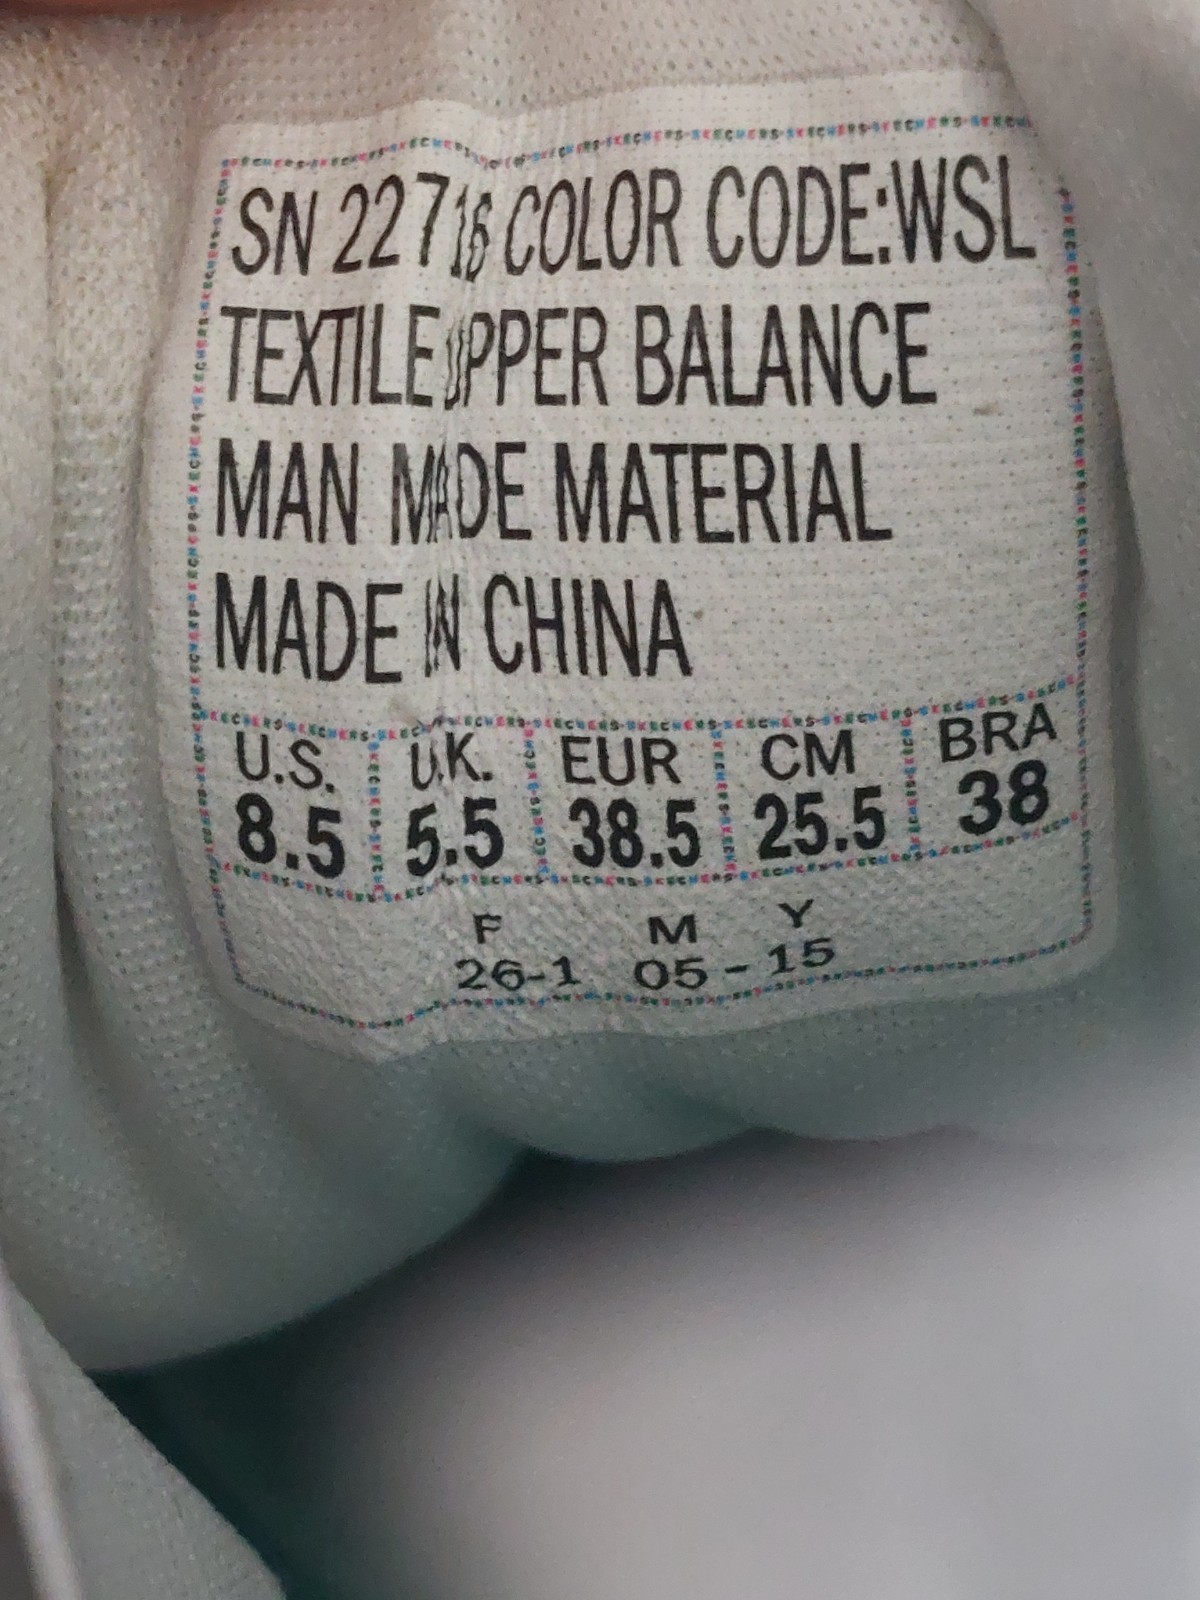 SN 22716 COLOR CODE:WSL
TEXTILE UPPER BALANCE
MAN MADE MATERIAL
MADE IN CHINA
U.S. U.K. EUR CM BRA
8.5 5.5 38.5 25.5 38
F M Y
26-1 05-15